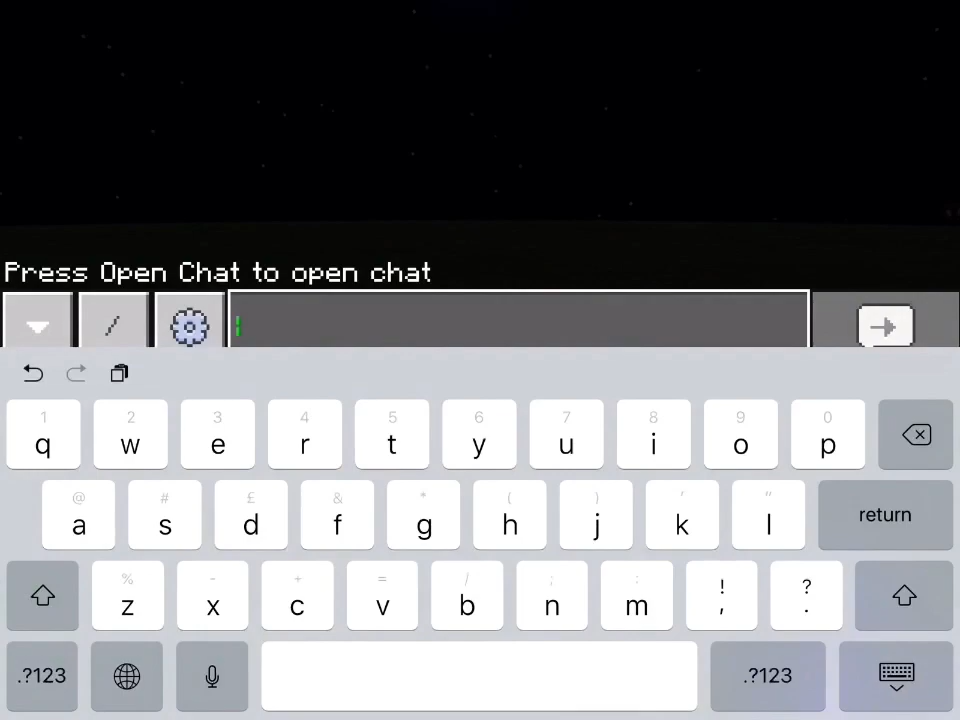 Press Open Chat to open chat
/
1 2 3 4 5 6 7 8 9 0
q w e r t y u i o p
@ # £ & * ( ) ' "
a s d f g h j k l return
% - + = / ; : ! ?
z x c v b n m , .
.?123 .?123